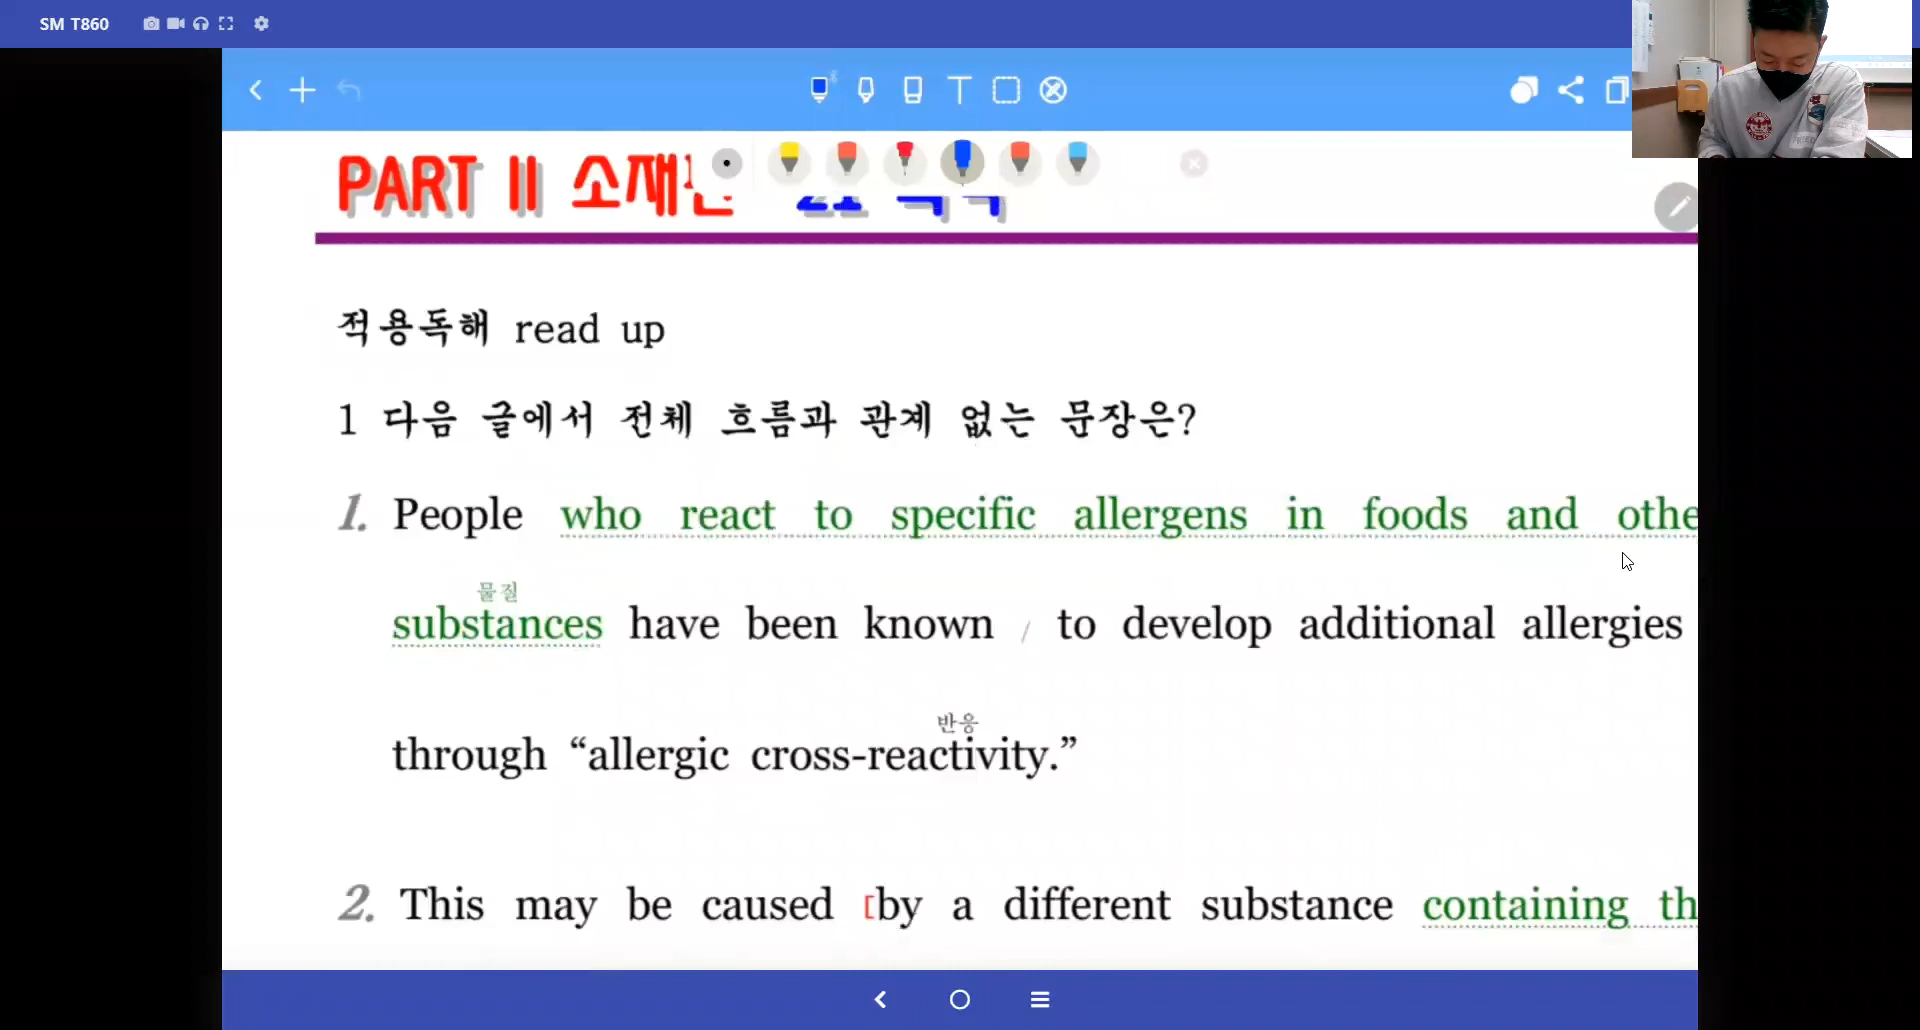 SM T860
PART II 소재편
적용독해 read up
1 다음 글에서 전체 흐름과 관계 없는 문장은?
1. People who react to specific allergens in foods and othe
물질
substances have been known / to develop additional allergies
반응
through “allergic cross-reactivity.”
2. This may be caused [by a different substance containing th